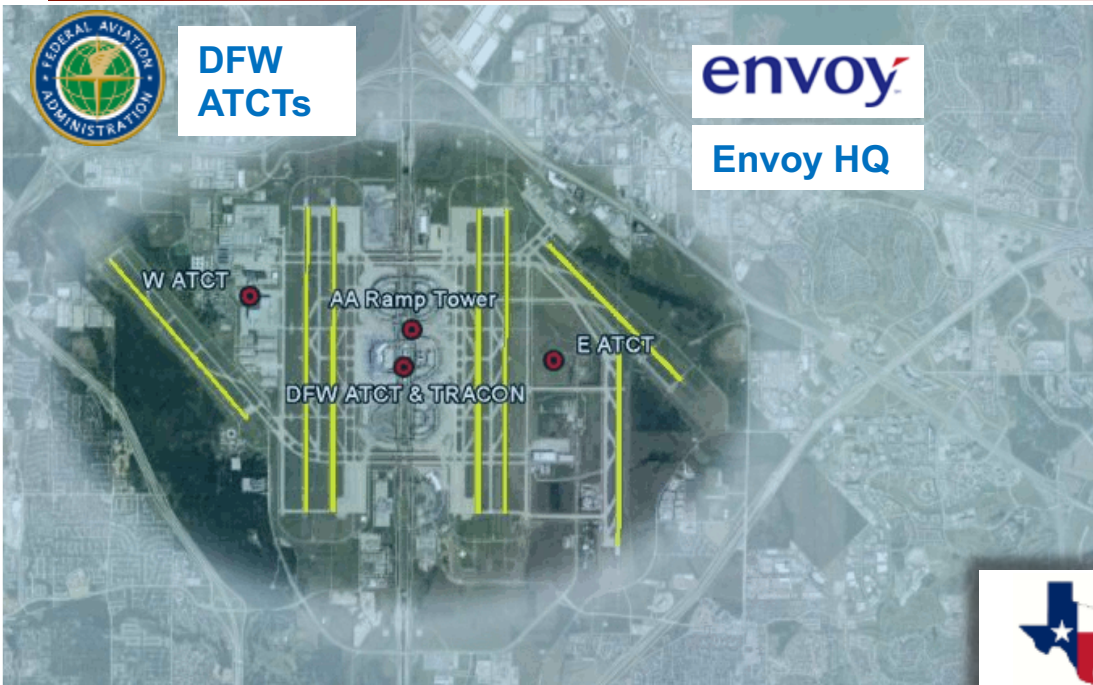 FEDERAL AVIATION
ADMINISTRATION
DFW
ATCTs
envoy
Envoy HQ
W ATCT
AA Ramp Tower
E ATCT
DFW ATCT & TRACON